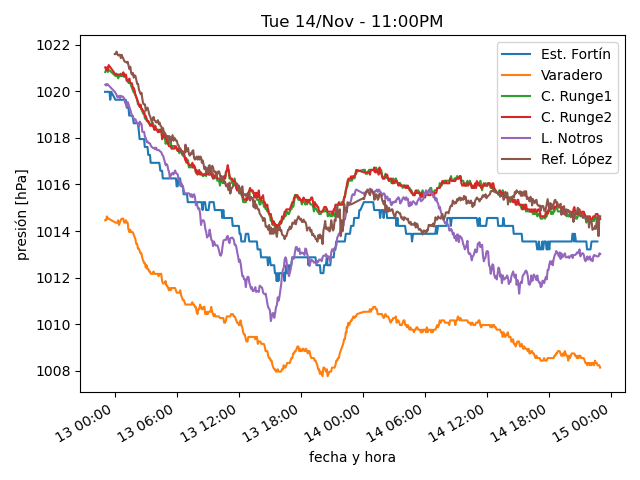 Tue 14/Nov - 11:00PM
presión [hPa]
1022
1020
1018
1016
1014
1012
1010
1008
Est. Fortín
Varadero
C. Runge1
C. Runge2
L. Notros
Ref. López
13 00:00
13 06:00
13 12:00
13 18:00
14 00:00
14 06:00
14 12:00
14 18:00
15 00:00
fecha y hora